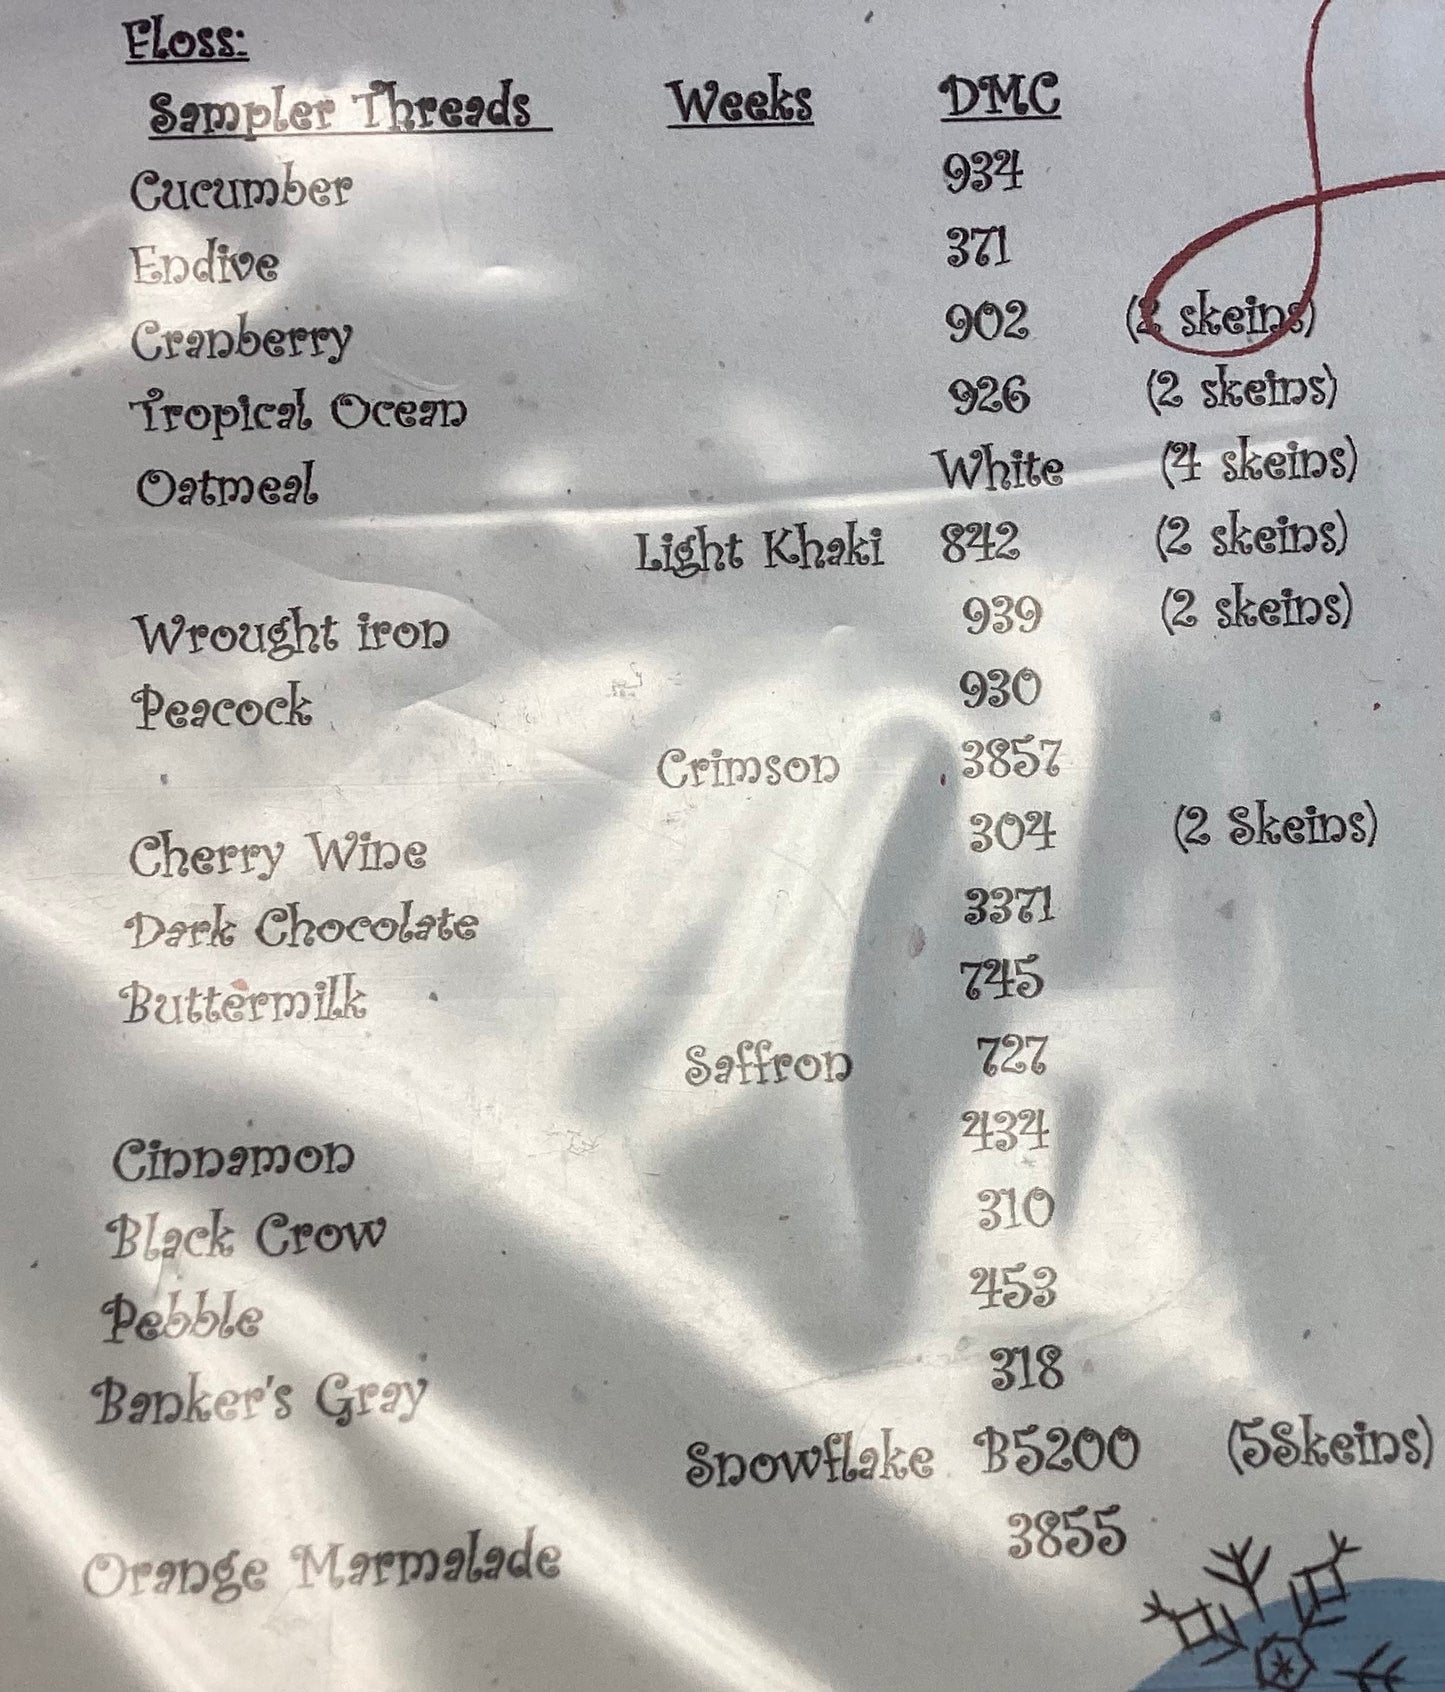 Floss:
Sampler Threads Weeks DMC
Cucumber 934
Endive 371
Cranberry 902 (2 skeins)
Tropical Ocean 926 (2 skeins)
Oatmeal White (4 skeins)
Light Khaki 842 (2 skeins)
Wrought iron 939 (2 skeins)
Peacock 930
Crimson 3857
Cherry Wine 304 (2 Skeins)
Dark Chocolate 3371
Buttermilk 745
Saffron 727
Cinnamon 434
Black Crow 310
Pebble 453
Banker's Gray 318
Snowflake B5200 (5Skeins)
Orange Marmalade 3855